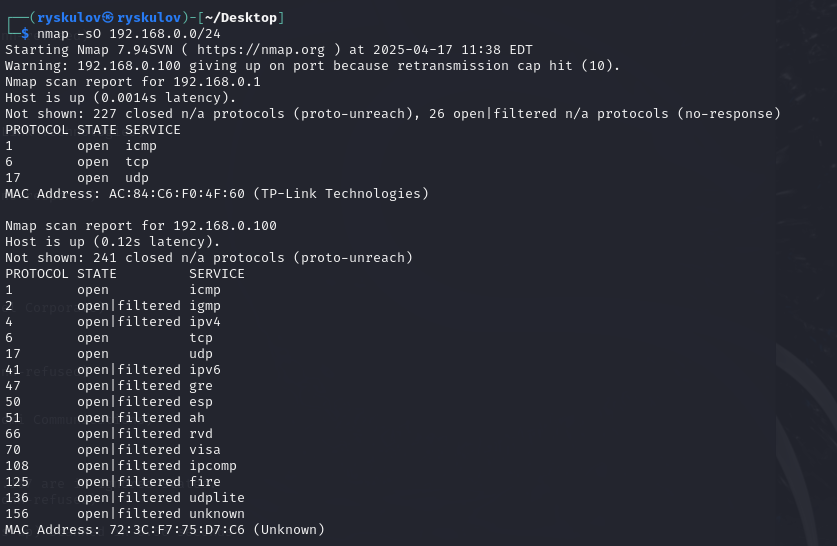 ┌──(ryskulov㉿ryskulov)-[~/Desktop]
└─$ nmap -sO 192.168.0.0/24
Starting Nmap 7.94SVN ( https://nmap.org ) at 2025-04-17 11:38 EDT
Warning: 192.168.0.100 giving up on port because retransmission cap hit (10).
Nmap scan report for 192.168.0.1
Host is up (0.0014s latency).
Not shown: 227 closed n/a protocols (proto-unreach), 26 open|filtered n/a protocols (no-response)
PROTOCOL STATE SERVICE
1        open  icmp
6        open  tcp
17       open  udp
MAC Address: AC:84:C6:F0:4F:60 (TP-Link Technologies)

Nmap scan report for 192.168.0.100
Host is up (0.12s latency).
Not shown: 241 closed n/a protocols (proto-unreach)
PROTOCOL STATE         SERVICE
1        open          icmp
2        open|filtered igmp
4        open|filtered ipv4
6        open          tcp
17       open          udp
41       open|filtered ipv6
47       open|filtered gre
50       open|filtered esp
51       open|filtered ah
66       open|filtered rvd
70       open|filtered visa
108      open|filtered ipcomp
125      open|filtered fire
136      open|filtered udplite
156      open|filtered unknown
MAC Address: 72:3C:F7:75:D7:C6 (Unknown)